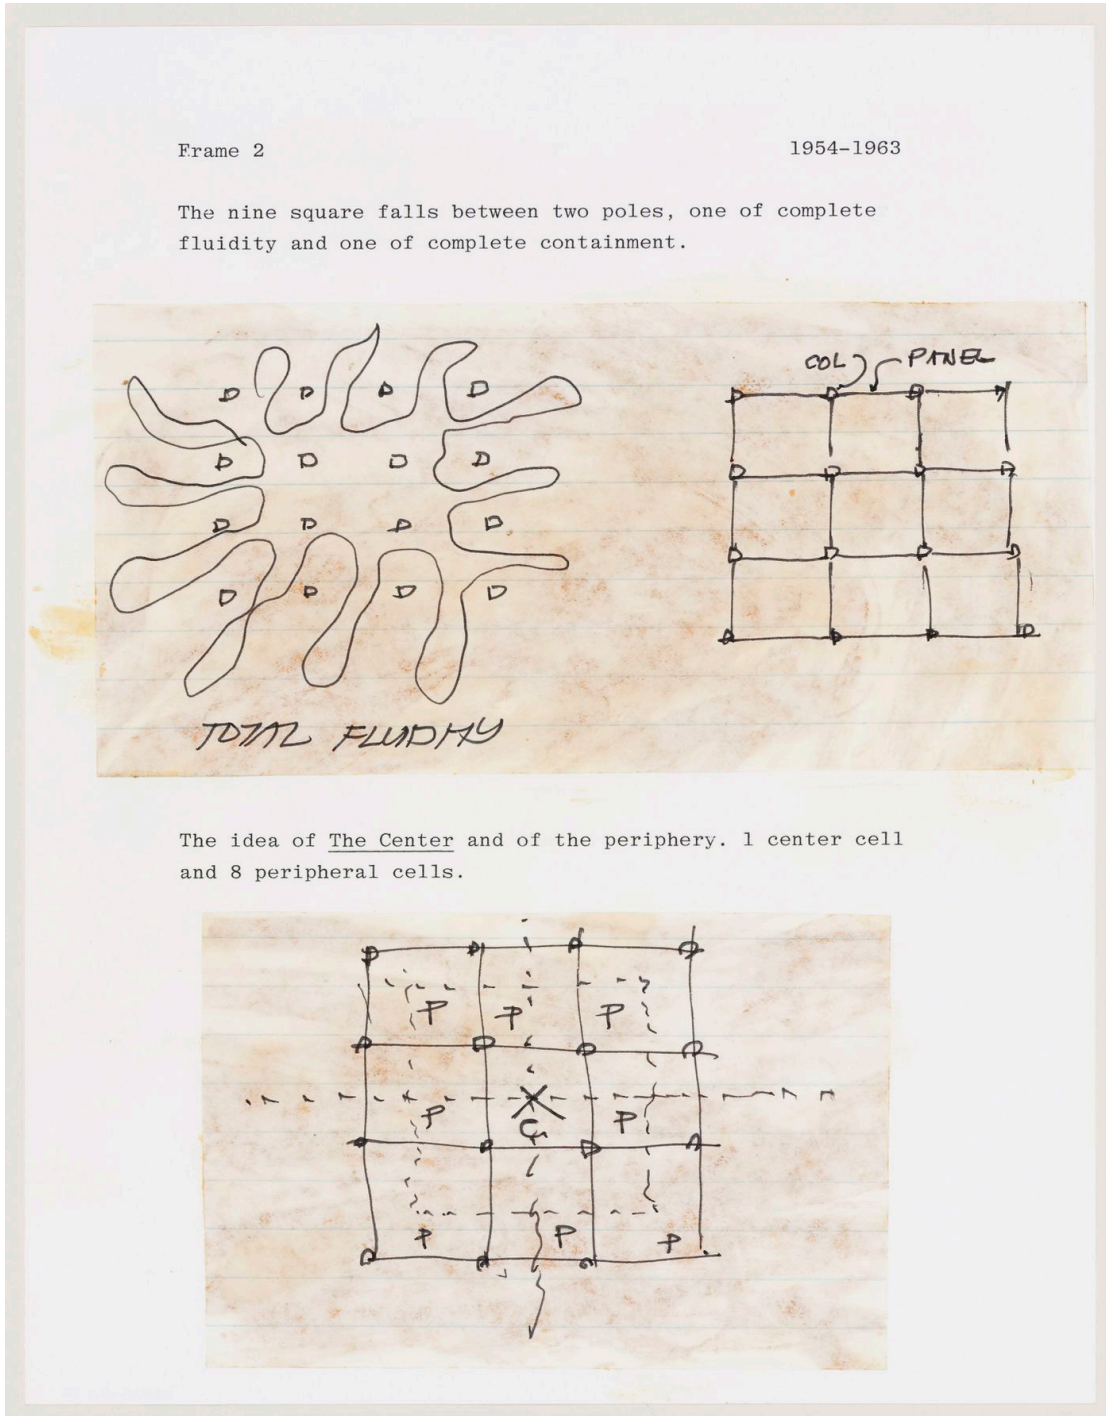 Frame 2 1954-1963
The nine square falls between two poles, one of complete
fluidity and one of complete containment.
COL PANEL
TOTAL FLUIDITY
The idea of The Center and of the periphery. 1 center cell
and 8 peripheral cells.
P P P
P C P
P P P